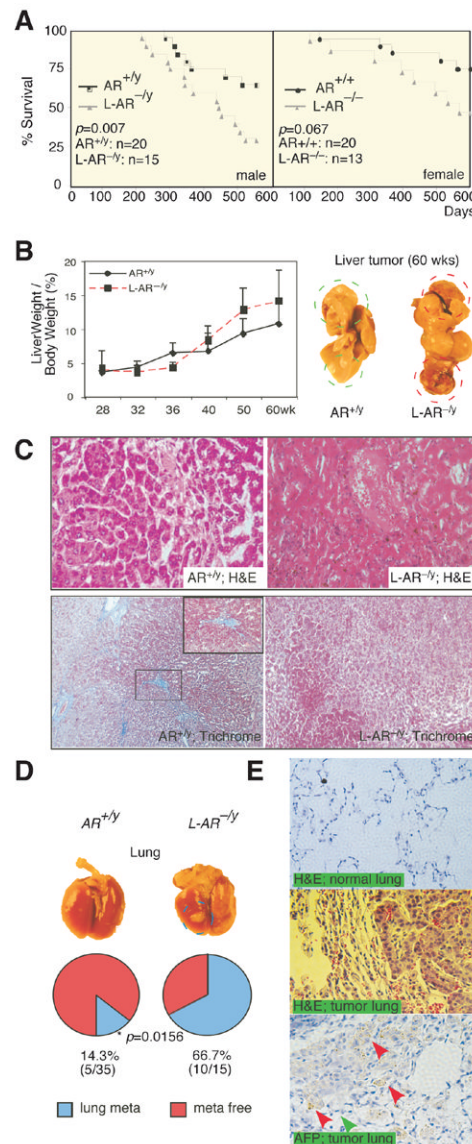 A
% Survival
100
75
50
25
0
AR+/y
L-AR−/y
p=0.007
AR+/y: n=20
L-AR−/y: n=15
male
AR+/+
L-AR−/−
p=0.067
AR+/+: n=20
L-AR−/−: n=13
female
0 100 200 300 400 500 600
100 200 300 400 500 600
Days
B
LiverWeight /
Body Weight (%)
20
15
10
5
0
AR+/y
L-AR−/y
28 32 36 40 50 60wk
Liver tumor (60 wks)
AR+/y
L-AR−/y
C
AR+/y; H&E
L-AR−/y; H&E
AR+/y; Trichrome
L-AR−/y; Trichrome
D
AR+/y
L-AR−/y
Lung
* p=0.0156
14.3%
(5/35)
66.7%
(10/15)
lung meta
meta free
E
H&E; normal lung
H&E; tumor lung
AFP; tumor lung